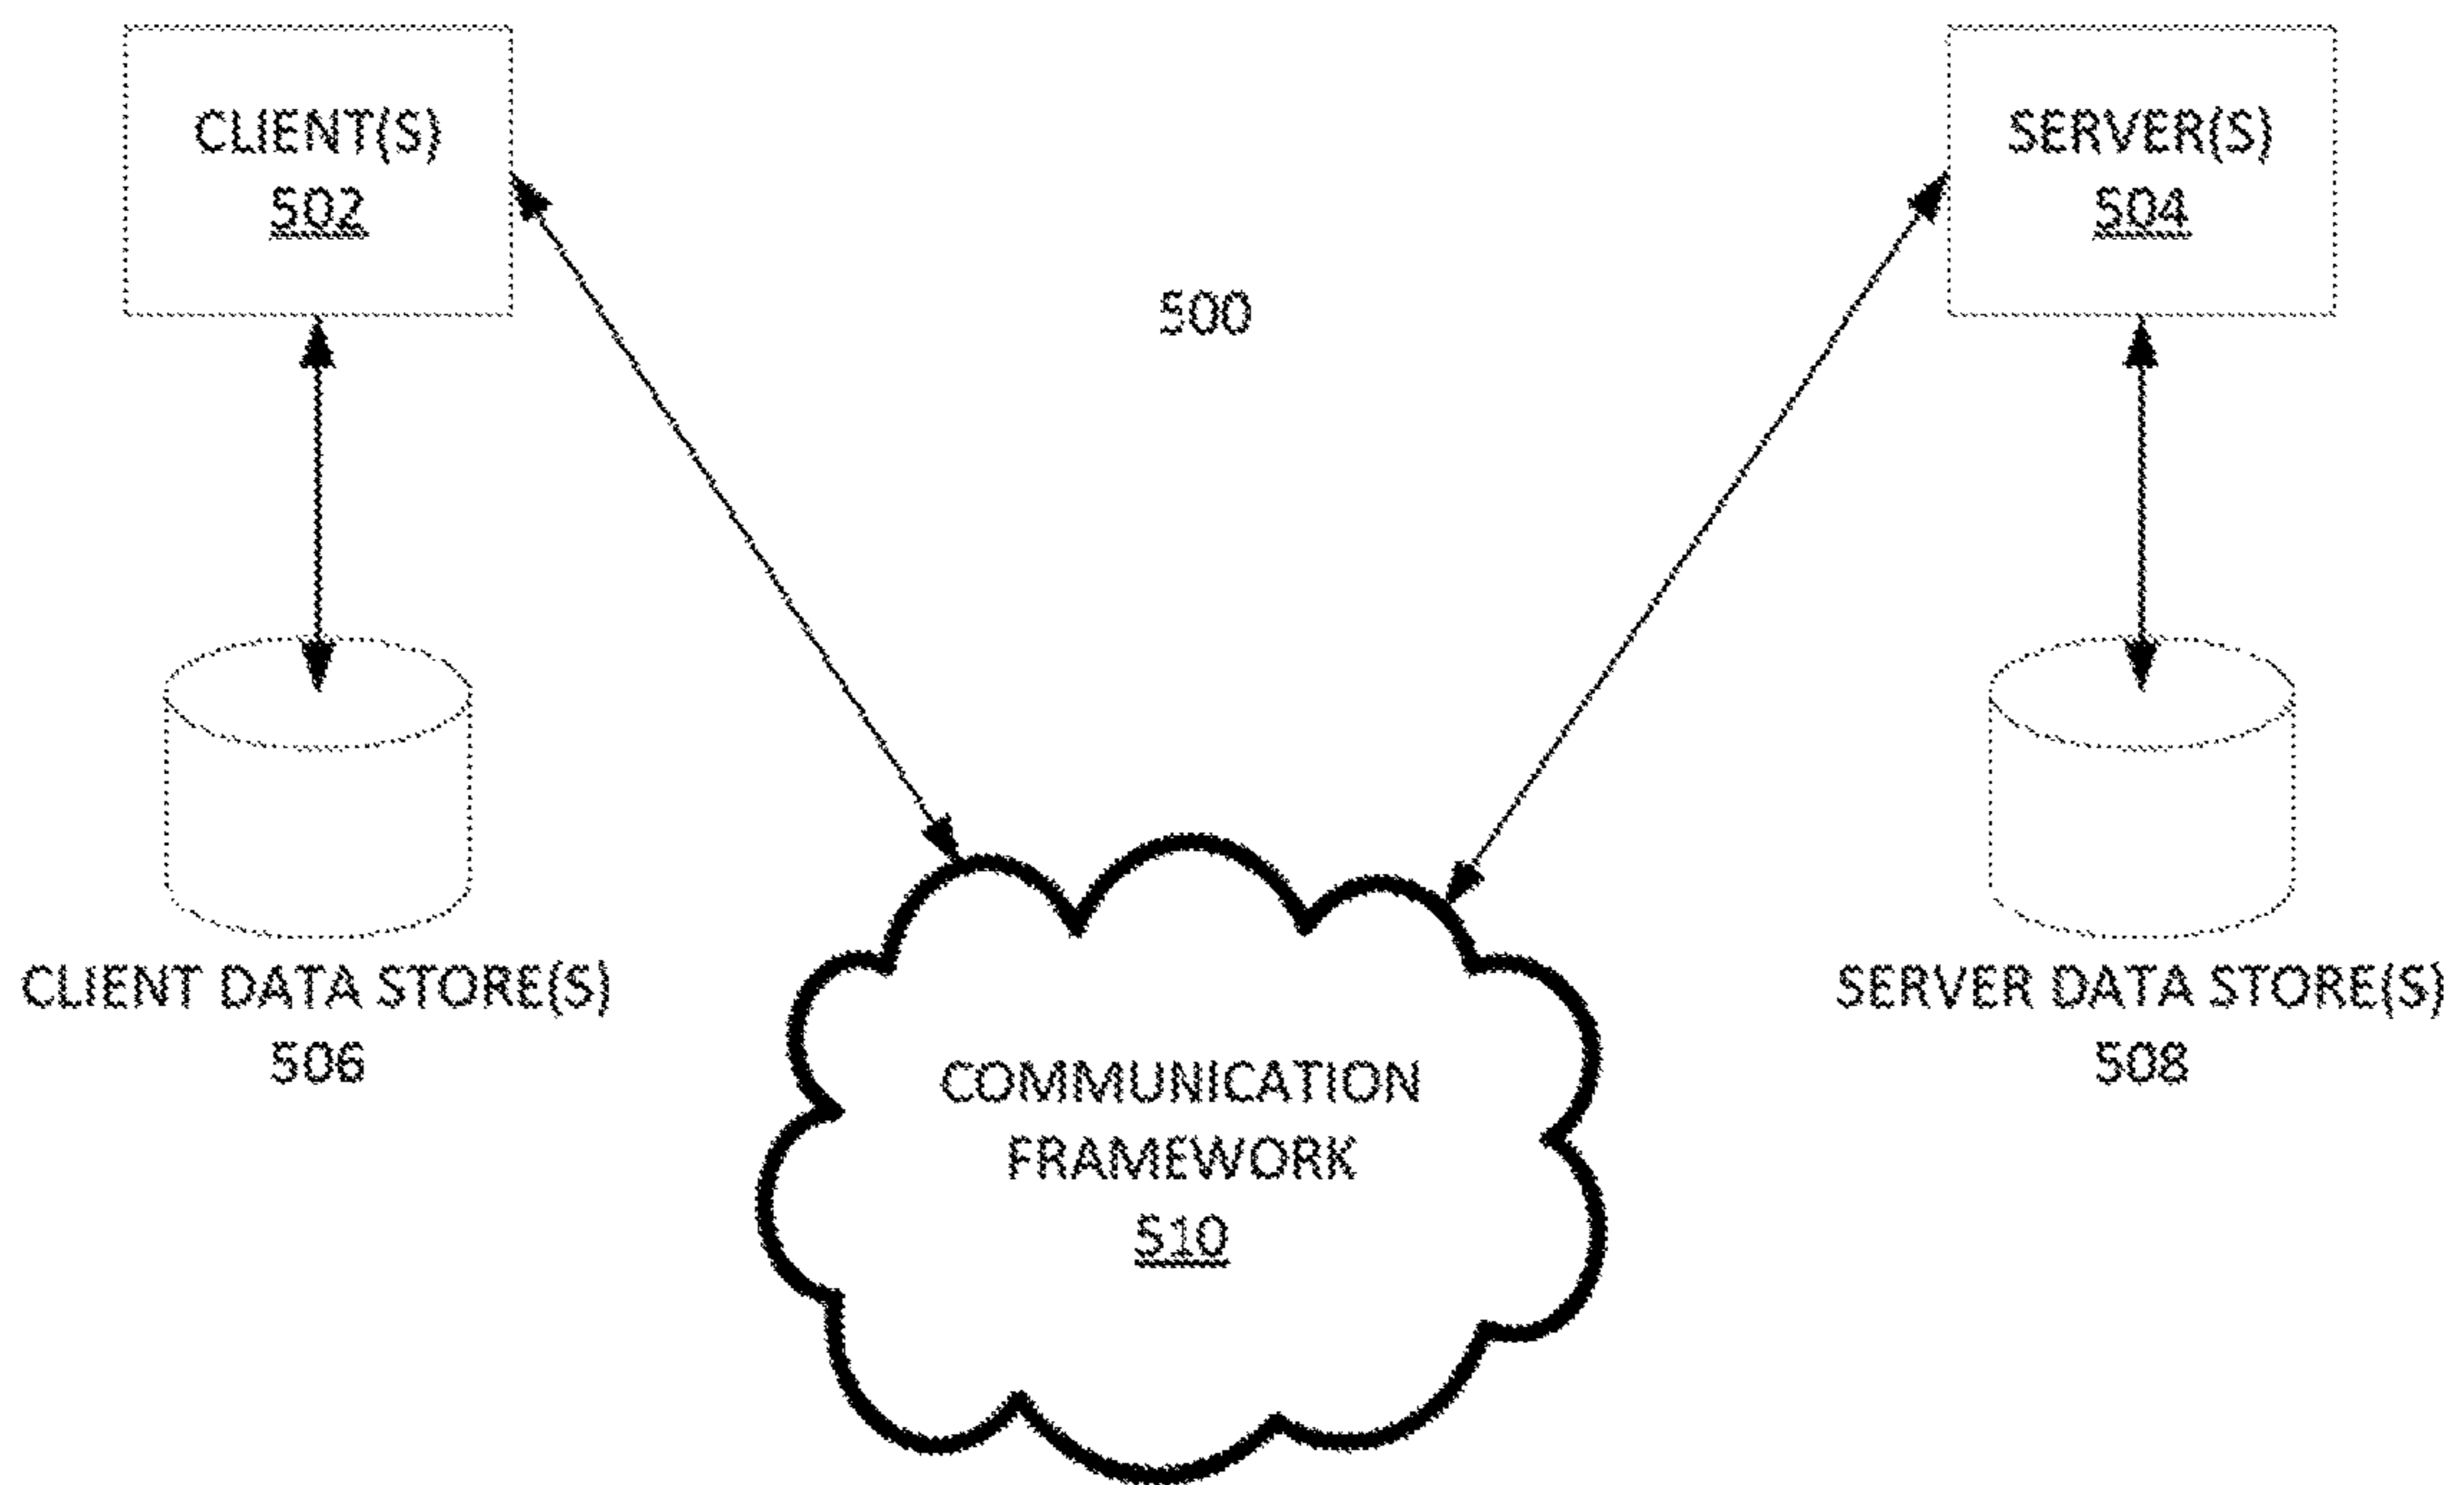 CLIENT(S)
502
SERVER(S)
504
500
CLIENT DATA STORE(S)
506
SERVER DATA STORE(S)
508
COMMUNICATION
FRAMEWORK
510